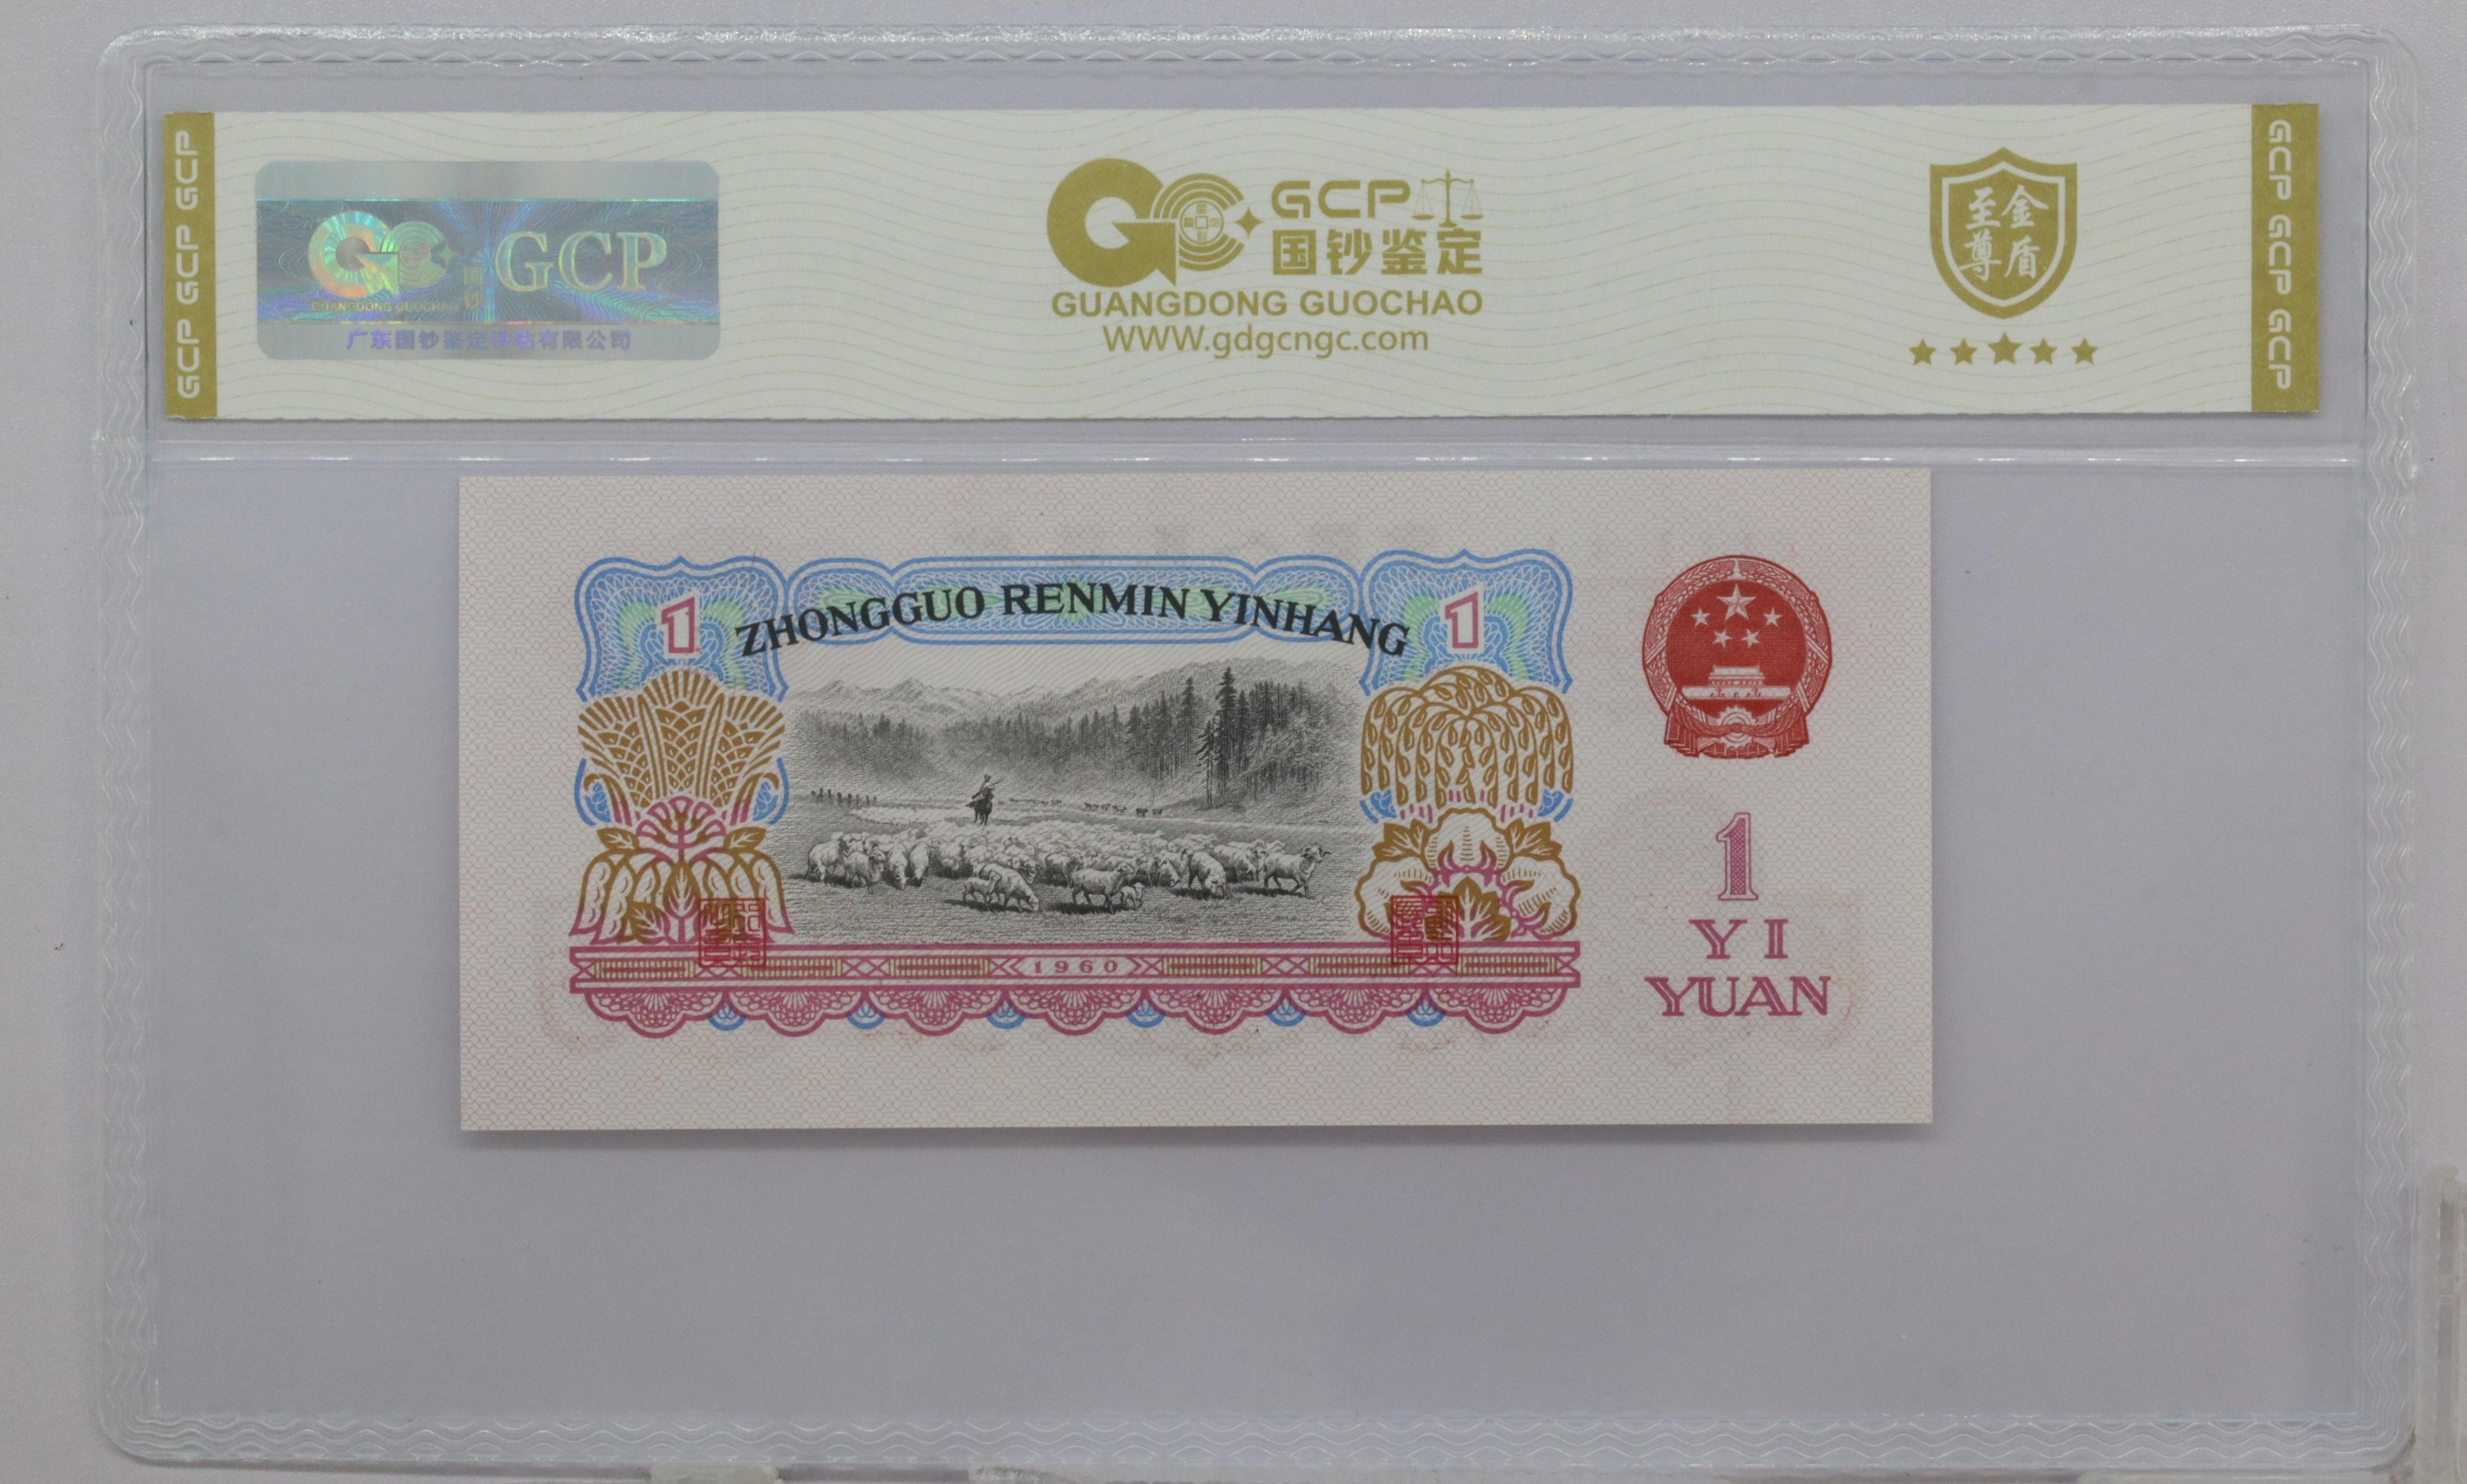 GCP GCP GCP
GCP
GUANGDONG GUOCHAO
国钞
广东国钞鉴定评估有限公司
GCP
国钞鉴定
GUANGDONG GUOCHAO
WWW.gdgcngc.com
至尊
金盾
GCP GCP GCP
1
ZHONGGUO RENMIN YINHANG
1
1960
1
YI
YUAN